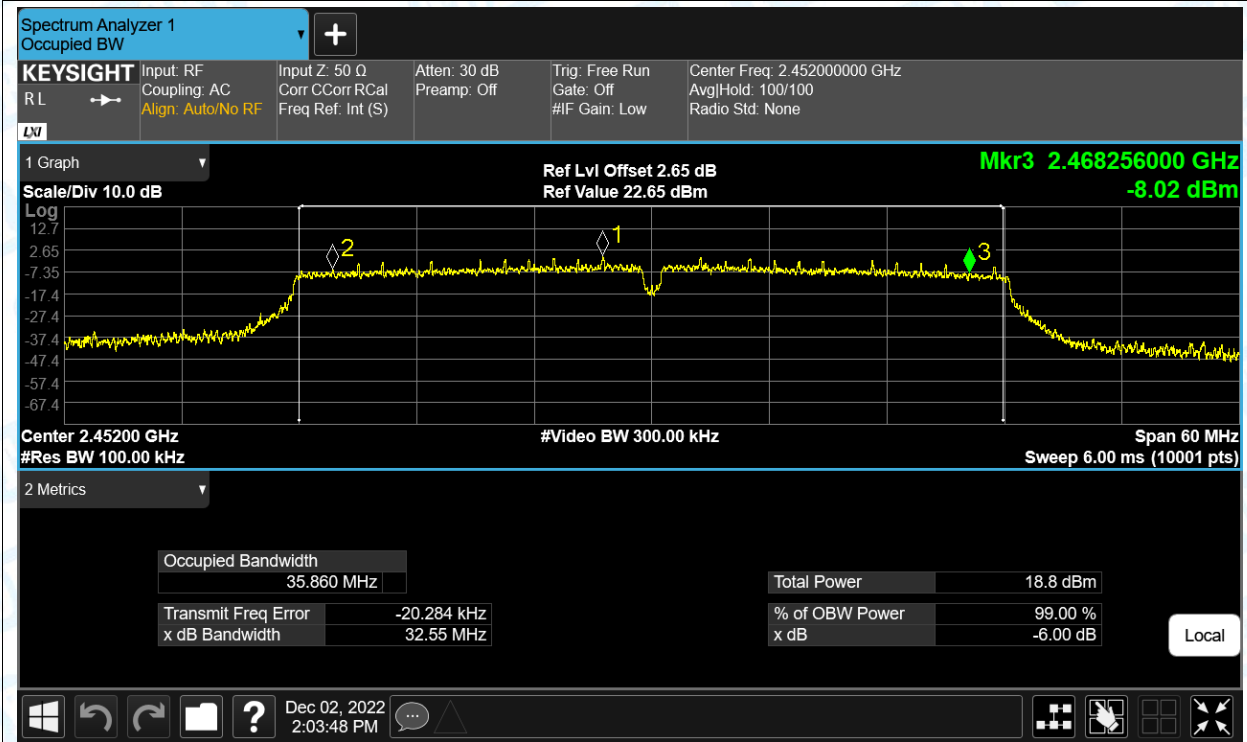 Spectrum Analyzer 1
Occupied BW
KEYSIGHT
R L
LXI
Input: RF
Coupling: AC
Align: Auto/No RF
Input Z: 50 Ω
Corr CCorr RCal
Freq Ref: Int (S)
Atten: 30 dB
Preamp: Off
Trig: Free Run
Gate: Off
#IF Gain: Low
Center Freq: 2.452000000 GHz
Avg|Hold: 100/100
Radio Std: None
1 Graph
Scale/Div 10.0 dB
Ref Lvl Offset 2.65 dB
Ref Value 22.65 dBm
Mkr3 2.468256000 GHz
-8.02 dBm
Log
12.7
2.65
-7.35
-17.4
-27.4
-37.4
-47.4
-57.4
-67.4
2
1
3
Center 2.45200 GHz
#Res BW 100.00 kHz
#Video BW 300.00 kHz
Span 60 MHz
Sweep 6.00 ms (10001 pts)
2 Metrics
Occupied Bandwidth
35.860 MHz
Transmit Freq Error -20.284 kHz
x dB Bandwidth 32.55 MHz
Total Power 18.8 dBm
% of OBW Power 99.00 %
x dB -6.00 dB
Local
?
Dec 02, 2022
2:03:48 PM